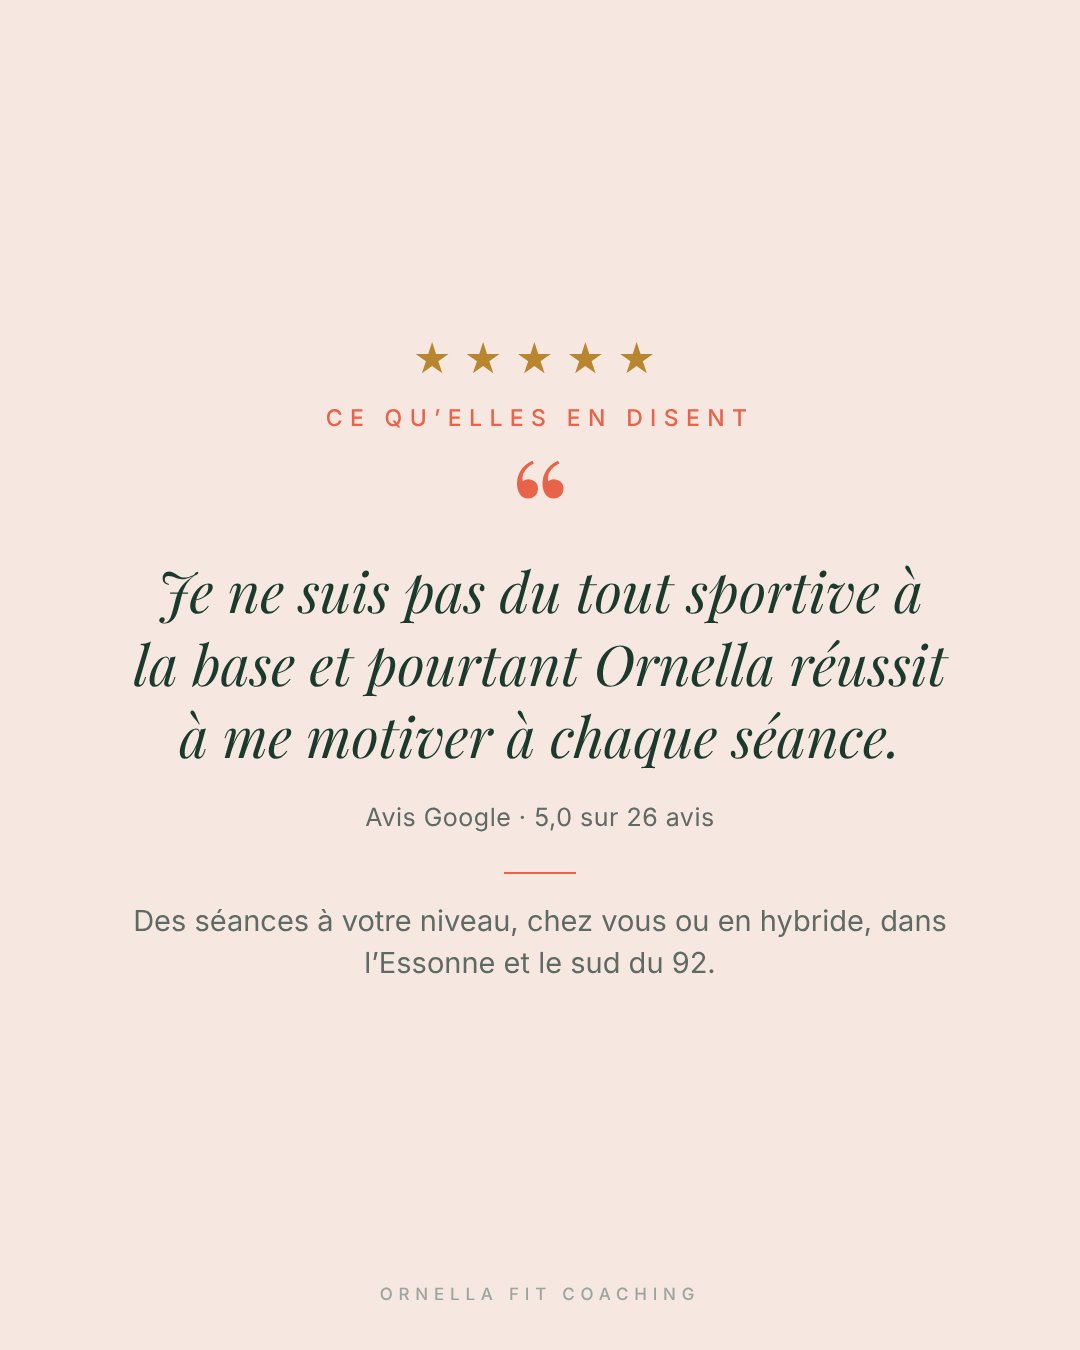 ★ ★ ★ ★ ★
CE QU’ELLES EN DISENT
“
Je ne suis pas du tout sportive à
la base et pourtant Ornella réussit
à me motiver à chaque séance.
Avis Google · 5,0 sur 26 avis
Des séances à votre niveau, chez vous ou en hybride, dans
l’Essonne et le sud du 92.
ORNELLA FIT COACHING